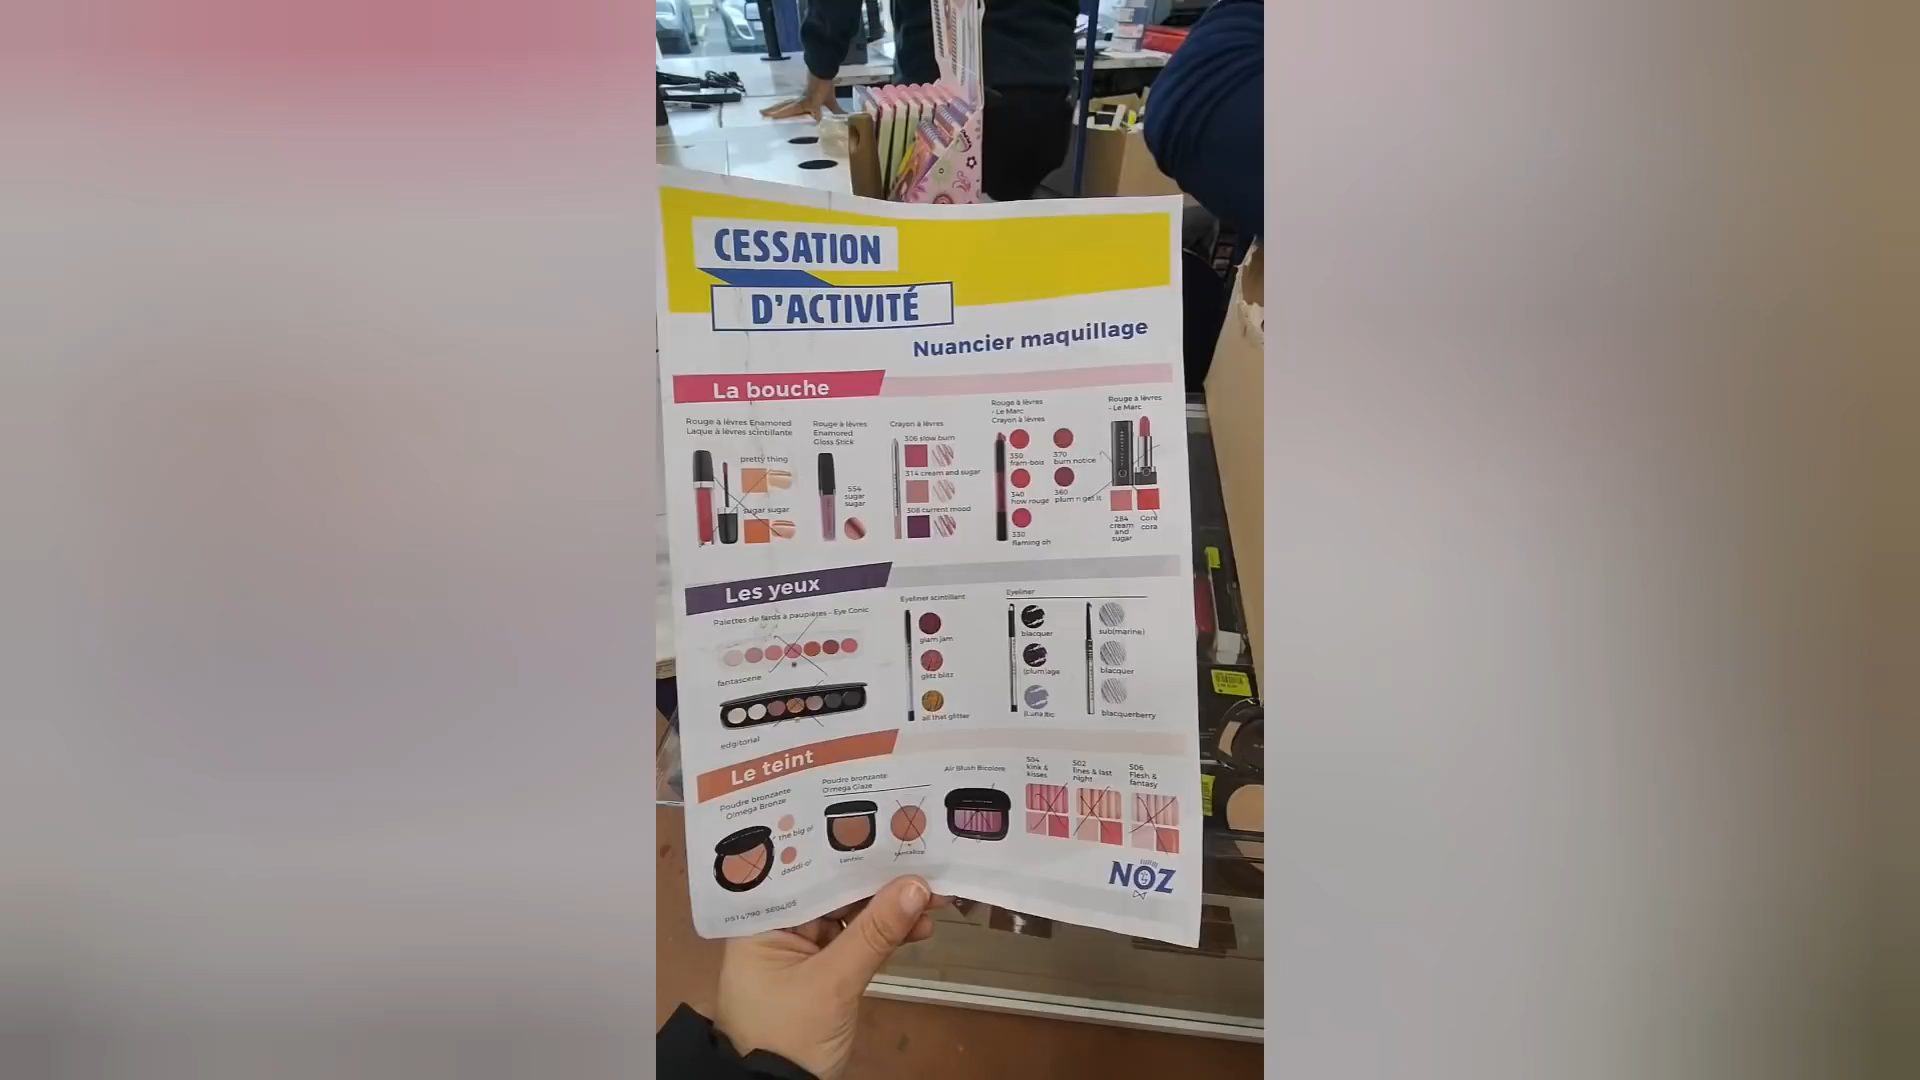 CESSATION
D'ACTIVITÉ
Nuancier maquillage
La bouche
Rouge à lèvres Enamored
Laque à lèvres scintillante
pretty thing
sugar sugar
Rouge à lèvres
Enamored
Gloss Stick
554
sugar
sugar
Crayon à lèvres
306 slow burn
314 cream and sugar
308 current mood
Rouge à lèvres
- Le Marc
Crayon à lèvres
350
fram-bois
370
burn notice
340
how rouge
360
plum n get it
330
flaming oh
Rouge à lèvres
- Le Marc
284
cream
and
sugar
Core
cora
Les yeux
Palettes de fards à paupières - Eye Conic
fantascene
edgitorial
Eyeliner scintillant
glam jam
glitz blitz
all that glitter
Eyeliner
blacquer
(plum)age
(Luna)tic
sub(marine)
blacquer
blacquerberry
Le teint
Poudre bronzante
O!mega Bronze
the big o!
daddi o!
Poudre bronzante
O!mega Glaze
tantric
tantalize
Air Blush Bicolore
504
kink &
kisses
502
lines & last
night
506
Flesh &
fantasy
NOZ